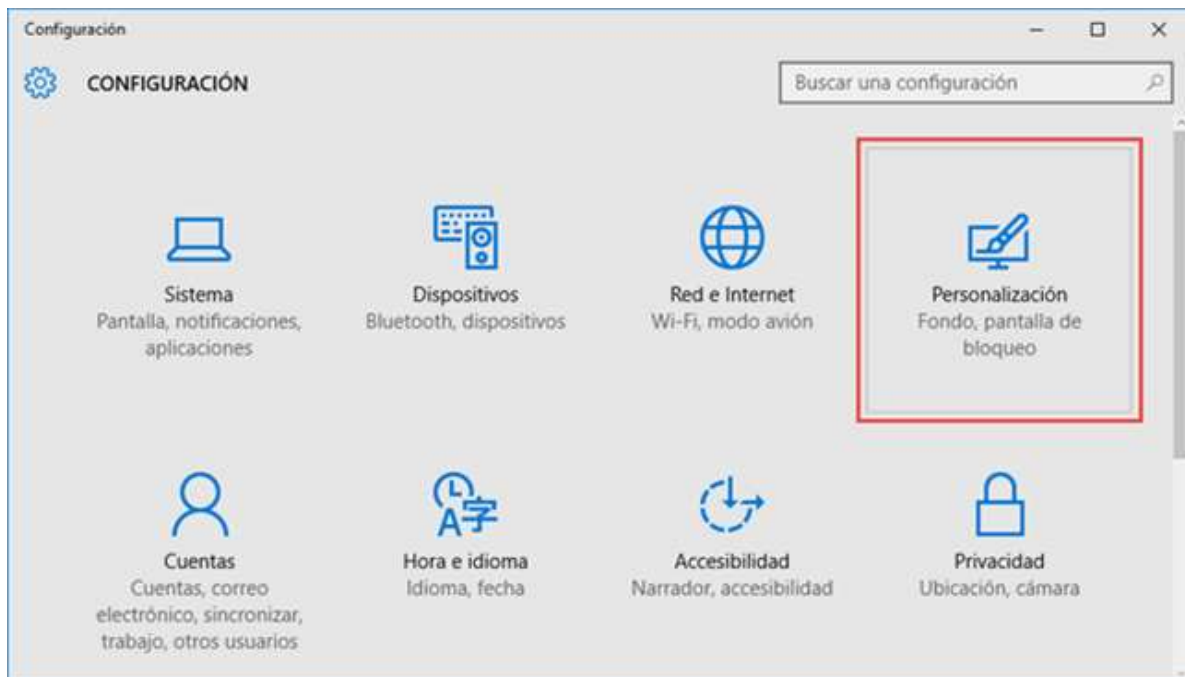 Configuración
CONFIGURACIÓN
Buscar una configuración
Sistema
Pantalla, notificaciones,
aplicaciones
Dispositivos
Bluetooth, dispositivos
Red e Internet
Wi-Fi, modo avión
Personalización
Fondo, pantalla de
bloqueo
Cuentas
Cuentas, correo
electrónico, sincronizar,
trabajo, otros usuarios
Hora e idioma
Idioma, fecha
Accesibilidad
Narrador, accesibilidad
Privacidad
Ubicación, cámara